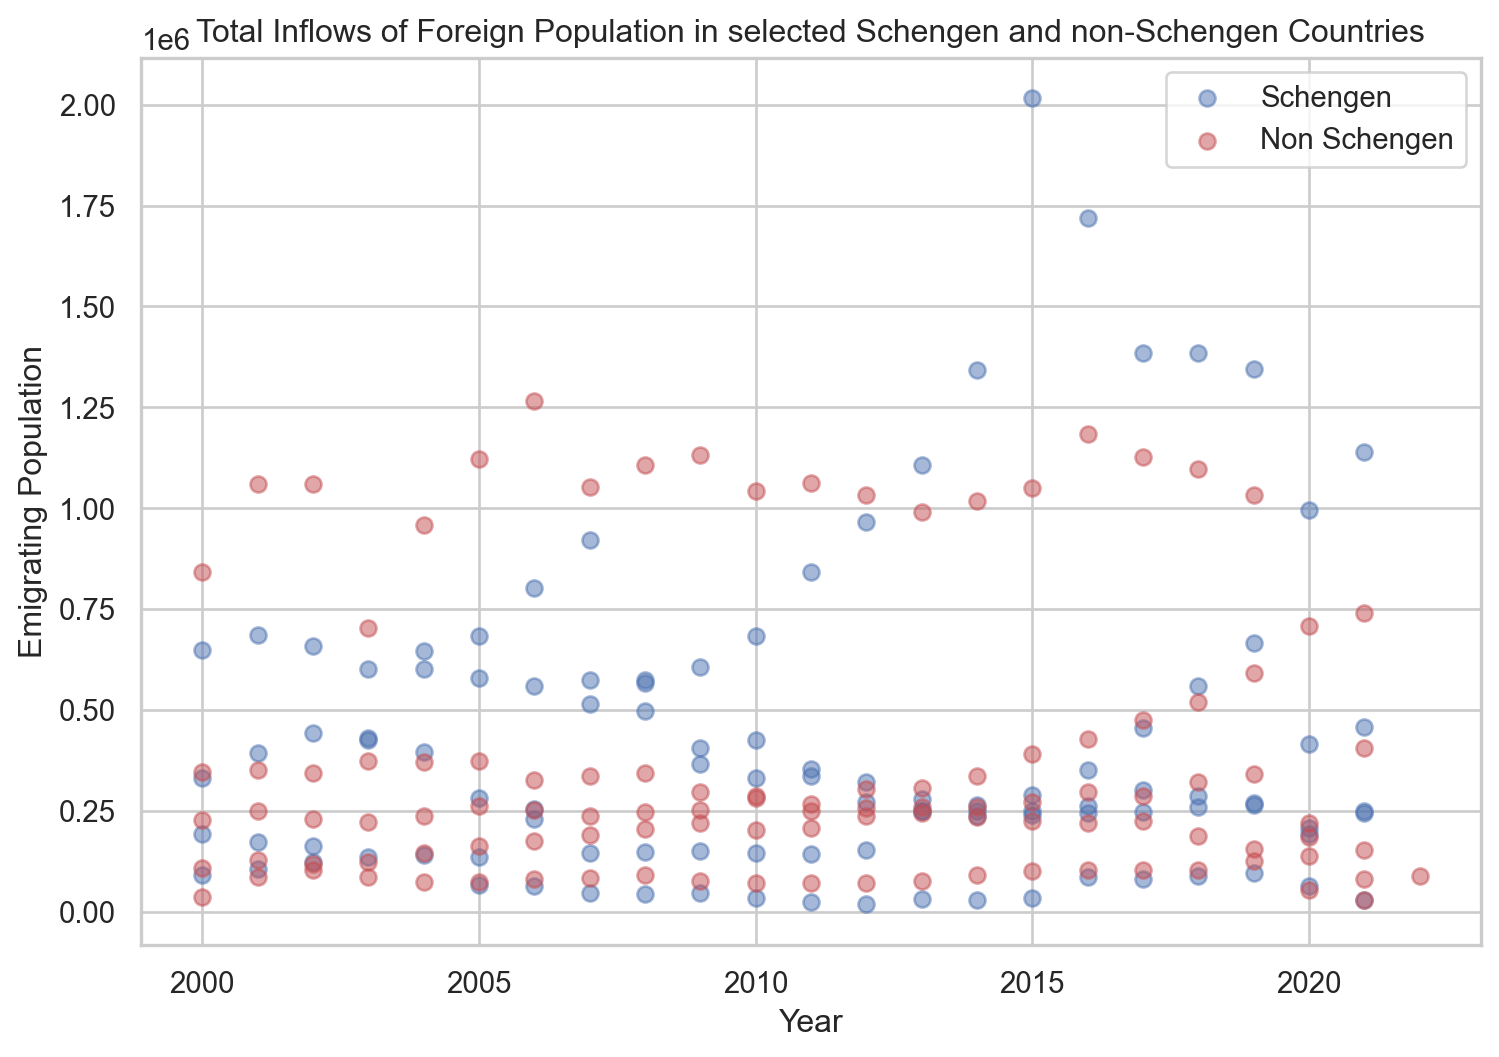 Total Inflows of Foreign Population in selected Schengen and non-Schengen Countries
1e6
Schengen
Non Schengen
2.00
1.75
1.50
1.25
1.00
0.75
0.50
0.25
0.00
Emigrating Population
2000 2005 2010 2015 2020
Year